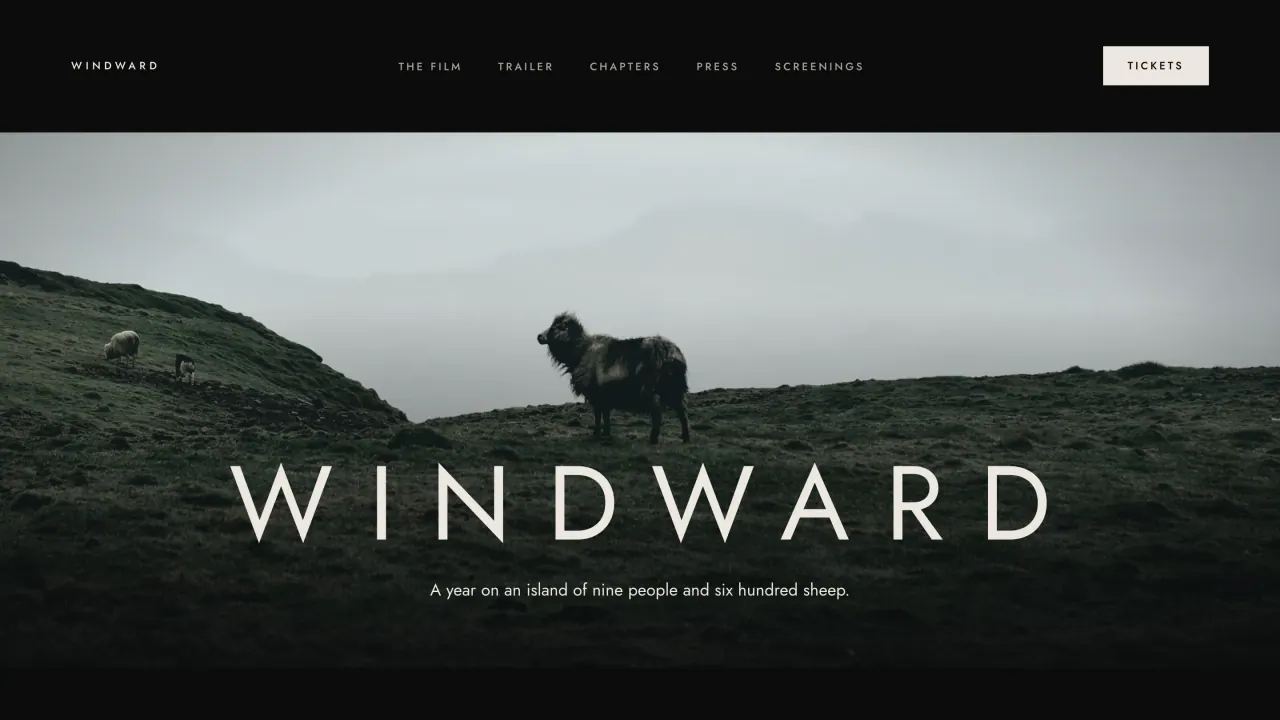 WINDWARD
THE FILM
TRAILER
CHAPTERS
PRESS
SCREENINGS
TICKETS
WINDWARD
A year on an island of nine people and six hundred sheep.